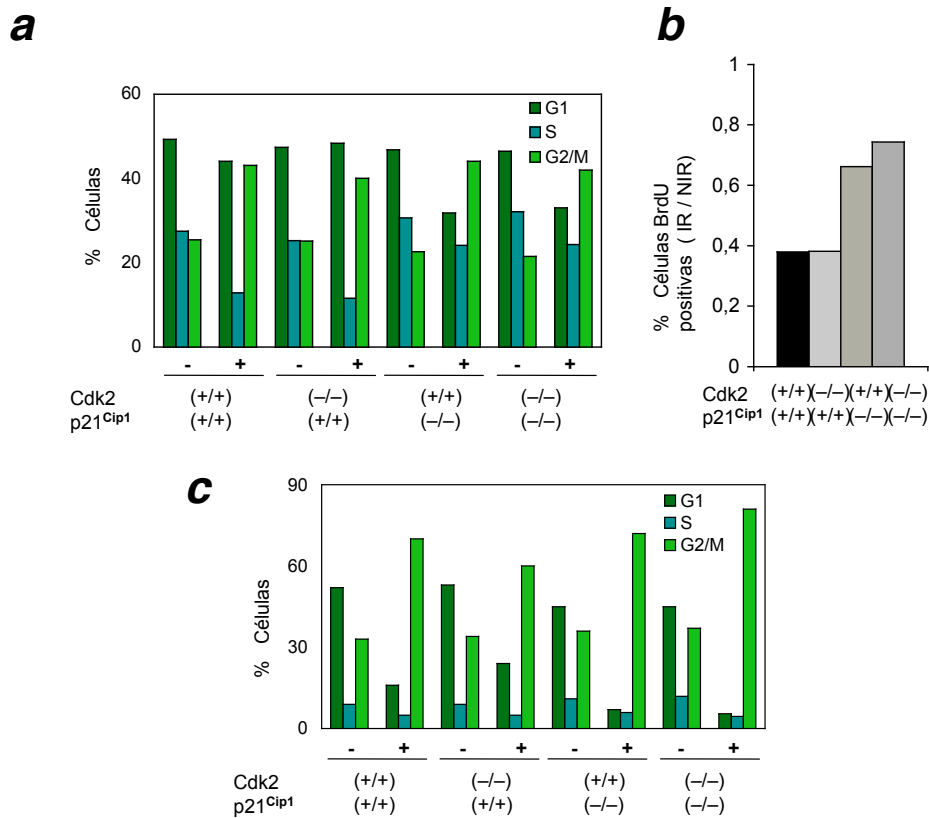 a
60
40
20
0
% Células
G1
S
G2/M
- + - + - + - +
Cdk2 (+/+) (–/–) (+/+) (–/–)
p21Cip1 (+/+) (+/+) (–/–) (–/–)
b
1
0,8
0,6
0,4
0,2
0
% Células BrdU
positivas ( IR / NIR)
Cdk2 (+/+)(–/–)(+/+)(–/–)
p21Cip1 (+/+)(+/+)(–/–)(–/–)
c
90
60
30
0
% Células
G1
S
G2/M
- + - + - + - +
Cdk2 (+/+) (–/–) (+/+) (–/–)
p21Cip1 (+/+) (+/+) (–/–) (–/–)